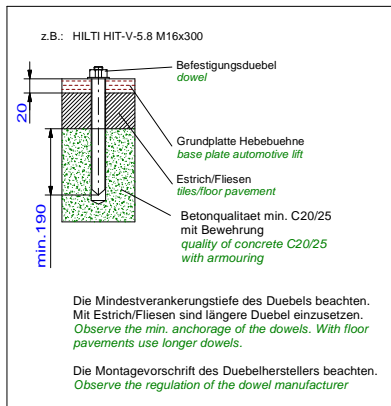 z.B.: HILTI HIT-V-5.8 M16x300
Befestigungsduebel
dowel
20
Grundplatte Hebebuehne
base plate automotive lift
Estrich/Fliesen
tiles/floor pavement
min.190
Betonqualitaet min. C20/25
mit Bewehrung
quality of concrete C20/25
with armouring
Die Mindestverankerungstiefe des Duebels beachten.
Mit Estrich/Fliesen sind längere Duebel einzusetzen.
Observe the min. anchorage of the dowels. With floor
pavements use longer dowels.
Die Montagevorschrift des Duebelherstellers beachten.
Observe the regulation of the dowel manufacturer